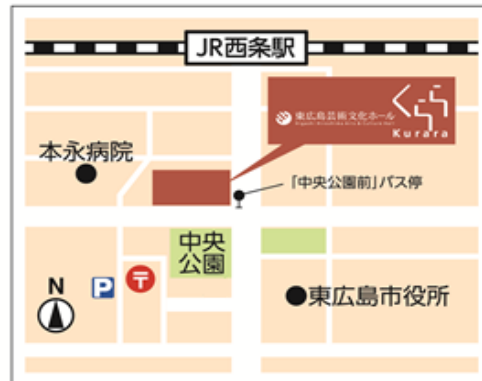 JR西条駅
東広島芸術文化ホール
くらら
Kurara
本永病院
「中央公園前」バス停
中央
公園
N
P
〒
東広島市役所